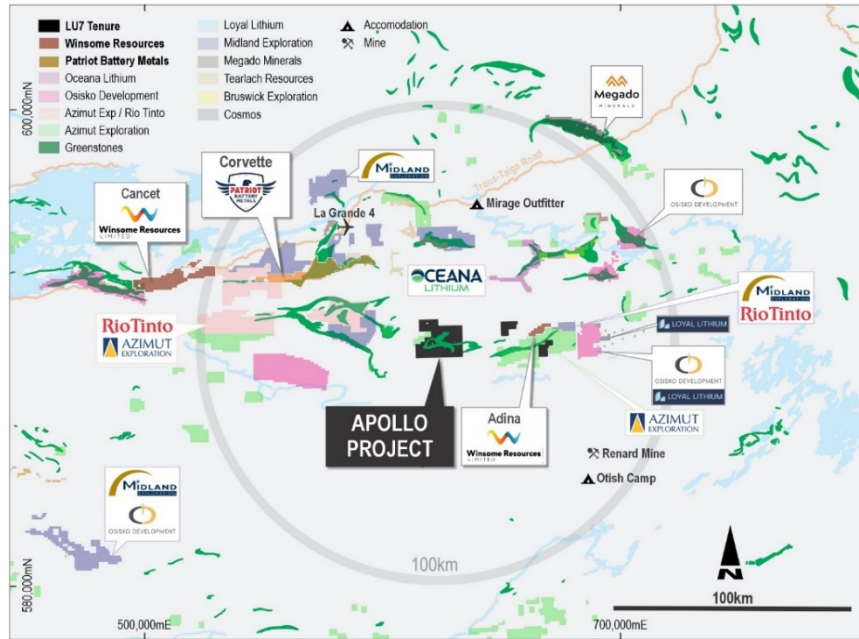 LU7 Tenure
Winsome Resources
Patriot Battery Metals
Oceana Lithium
Osisko Development
Azimut Exp / Rio Tinto
Azimut Exploration
Greenstones
Loyal Lithium
Midland Exploration
Megado Minerals
Tearlach Resources
Bruswick Exploration
Cosmos
Accomodation
Mine
600,000mN
Megado
MINERALS
Trans-Taiga Road
MIDLAND
EXPLORATION
Corvette
PATRIOT
BATTERY
METALS
Cancet
Winsome Resources
LIMITED
La Grande 4
Mirage Outfitter
OSISKO DEVELOPMENT
OCEANA
LITHIUM
MIDLAND
EXPLORATION
RioTinto
RioTinto
AZIMUT
EXPLORATION
LOYAL LITHIUM
OSISKO DEVELOPMENT
LOYAL LITHIUM
APOLLO
PROJECT
Adina
Winsome Resources
LIMITED
AZIMUT
EXPLORATION
Renard Mine
Otish Camp
MIDLAND
EXPLORATION
OSISKO DEVELOPMENT
100km
N
100km
580,000mN
500,000mE
700,000mE